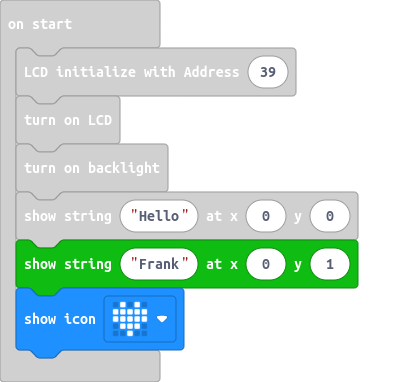 on start
LCD initialize with Address 39
turn on LCD
turn on backlight
show string "Hello" at x 0 y 0
show string "Frank" at x 0 y 1
show icon